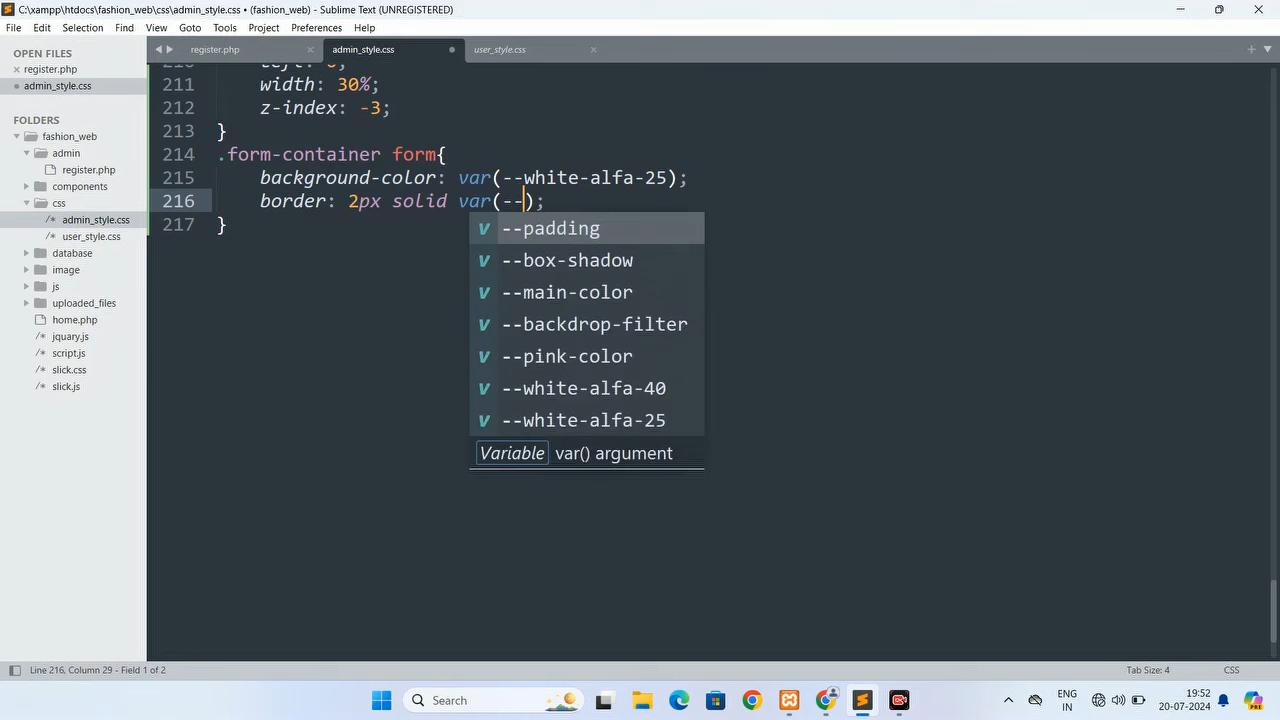 C:\xampp\htdocs\fashion_web\css\admin_style.css • (fashion_web) - Sublime Text (UNREGISTERED)
File Edit Selection Find View Goto Tools Project Preferences Help
OPEN FILES
register.php
admin_style.css
FOLDERS
fashion_web
admin
register.php
components
css
admin_style.css
user_style.css
database
image
js
uploaded_files
home.php
jquary.js
script.js
slick.css
slick.js
register.php
admin_style.css
user_style.css
211 width: 30%;
212 z-index: -3;
213 }
214 .form-container form{
215 background-color: var(--white-alfa-25);
216 border: 2px solid var(--);
217 }
v --padding
v --box-shadow
v --main-color
v --backdrop-filter
v --pink-color
v --white-alfa-40
v --white-alfa-25
Variable var() argument
Line 216, Column 29 - Field 1 of 2
Tab Size: 4
CSS
Search
ENG
IN
19:52
20-07-2024